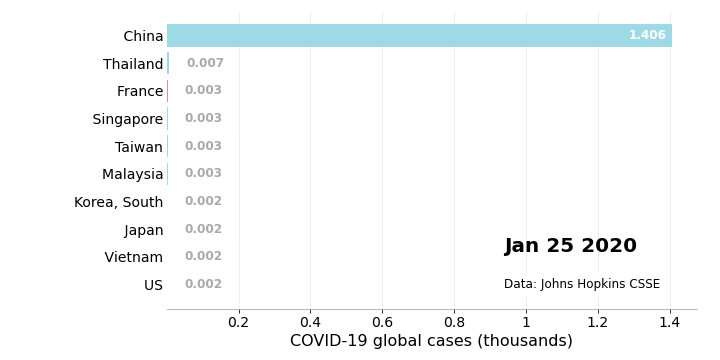 China 1.406
Thailand 0.007
France 0.003
Singapore 0.003
Taiwan 0.003
Malaysia 0.003
Korea, South 0.002
Japan 0.002
Vietnam 0.002
US 0.002
Jan 25 2020
Data: Johns Hopkins CSSE
0.2 0.4 0.6 0.8 1 1.2 1.4
COVID-19 global cases (thousands)